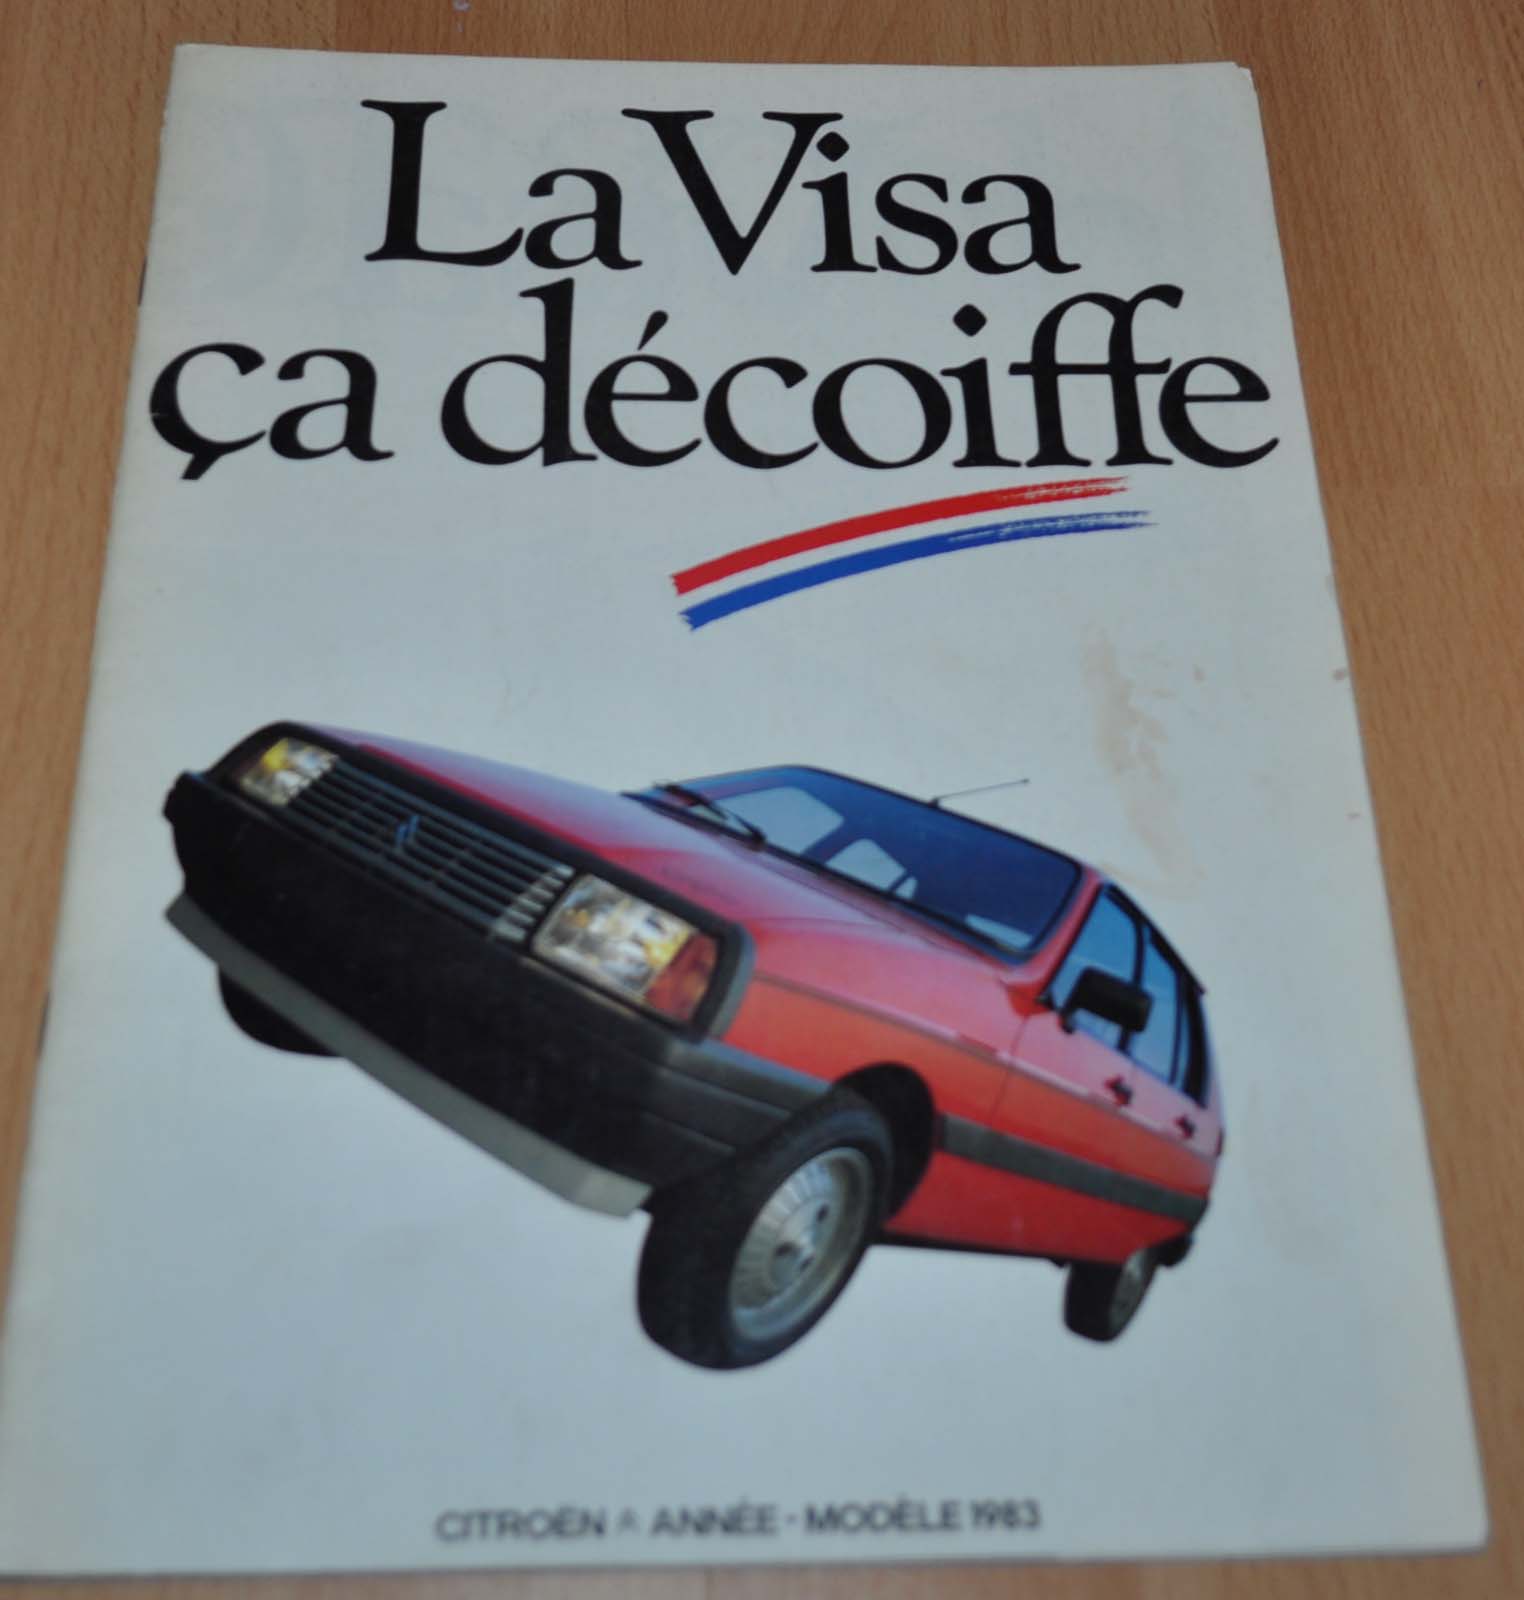 La Visa
ça décoiffe
CITROËN ANNÉE - MODÈLE 1983